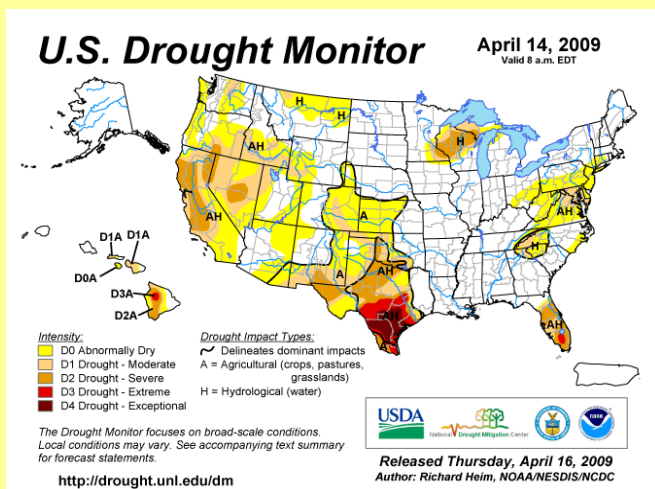 U.S. Drought Monitor
April 14, 2009
Valid 8 a.m. EDT
H
H
H
AH
AH
A
A
AH
AH
A
AH
H
AH
D1A
D1A
D0A
D3A
D2A
Intensity:
D0 Abnormally Dry
D1 Drought - Moderate
D2 Drought - Severe
D3 Drought - Extreme
D4 Drought - Exceptional
Drought Impact Types:
Delineates dominant impacts
A = Agricultural (crops, pastures,
grasslands)
H = Hydrological (water)
The Drought Monitor focuses on broad-scale conditions.
Local conditions may vary. See accompanying text summary
for forecast statements.
http://drought.unl.edu/dm
USDA
National Drought Mitigation Center
NOAA
Released Thursday, April 16, 2009
Author: Richard Heim, NOAA/NESDIS/NCDC